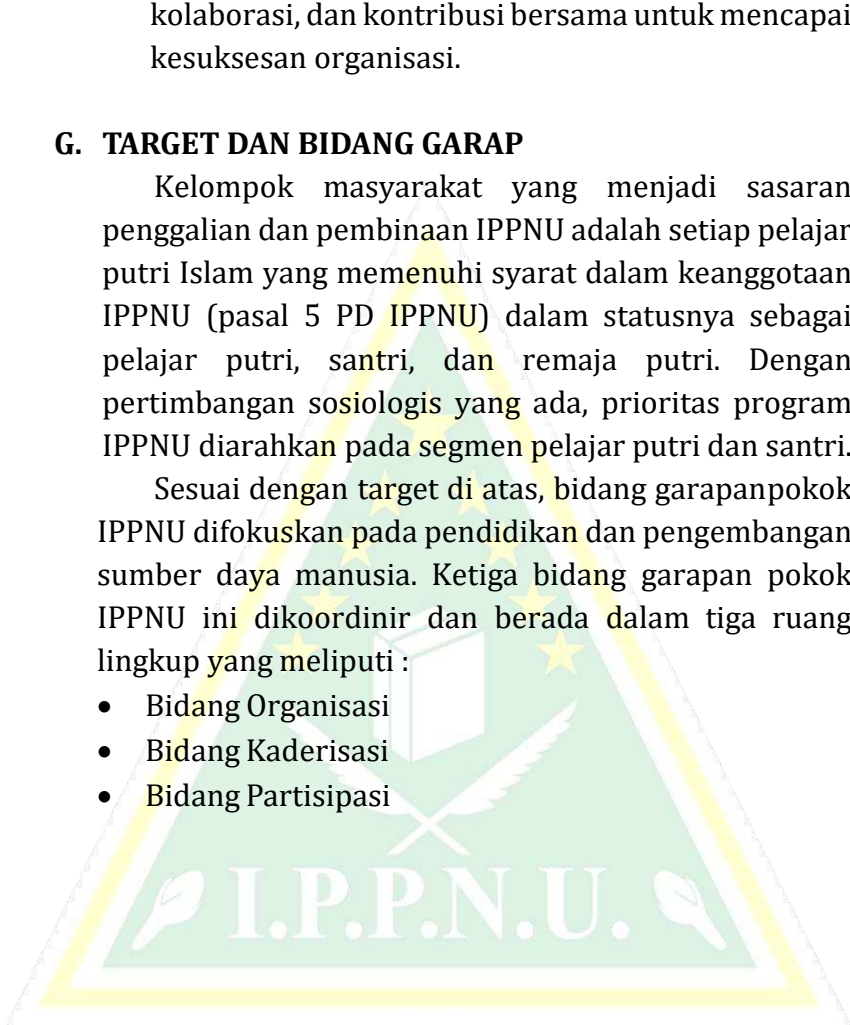 kolaborasi, dan kontribusi bersama untuk mencapai
kesuksesan organisasi.
G. TARGET DAN BIDANG GARAP
Kelompok masyarakat yang menjadi sasaran
penggalian dan pembinaan IPPNU adalah setiap pelajar
putri Islam yang memenuhi syarat dalam keanggotaan
IPPNU (pasal 5 PD IPPNU) dalam statusnya sebagai
pelajar putri, santri, dan remaja putri. Dengan
pertimbangan sosiologis yang ada, prioritas program
IPPNU diarahkan pada segmen pelajar putri dan santri.
Sesuai dengan target di atas, bidang garapanpokok
IPPNU difokuskan pada pendidikan dan pengembangan
sumber daya manusia. Ketiga bidang garapan pokok
IPPNU ini dikoordinir dan berada dalam tiga ruang
lingkup yang meliputi :
• Bidang Organisasi
• Bidang Kaderisasi
• Bidang Partisipasi
I.P.P.N.U.